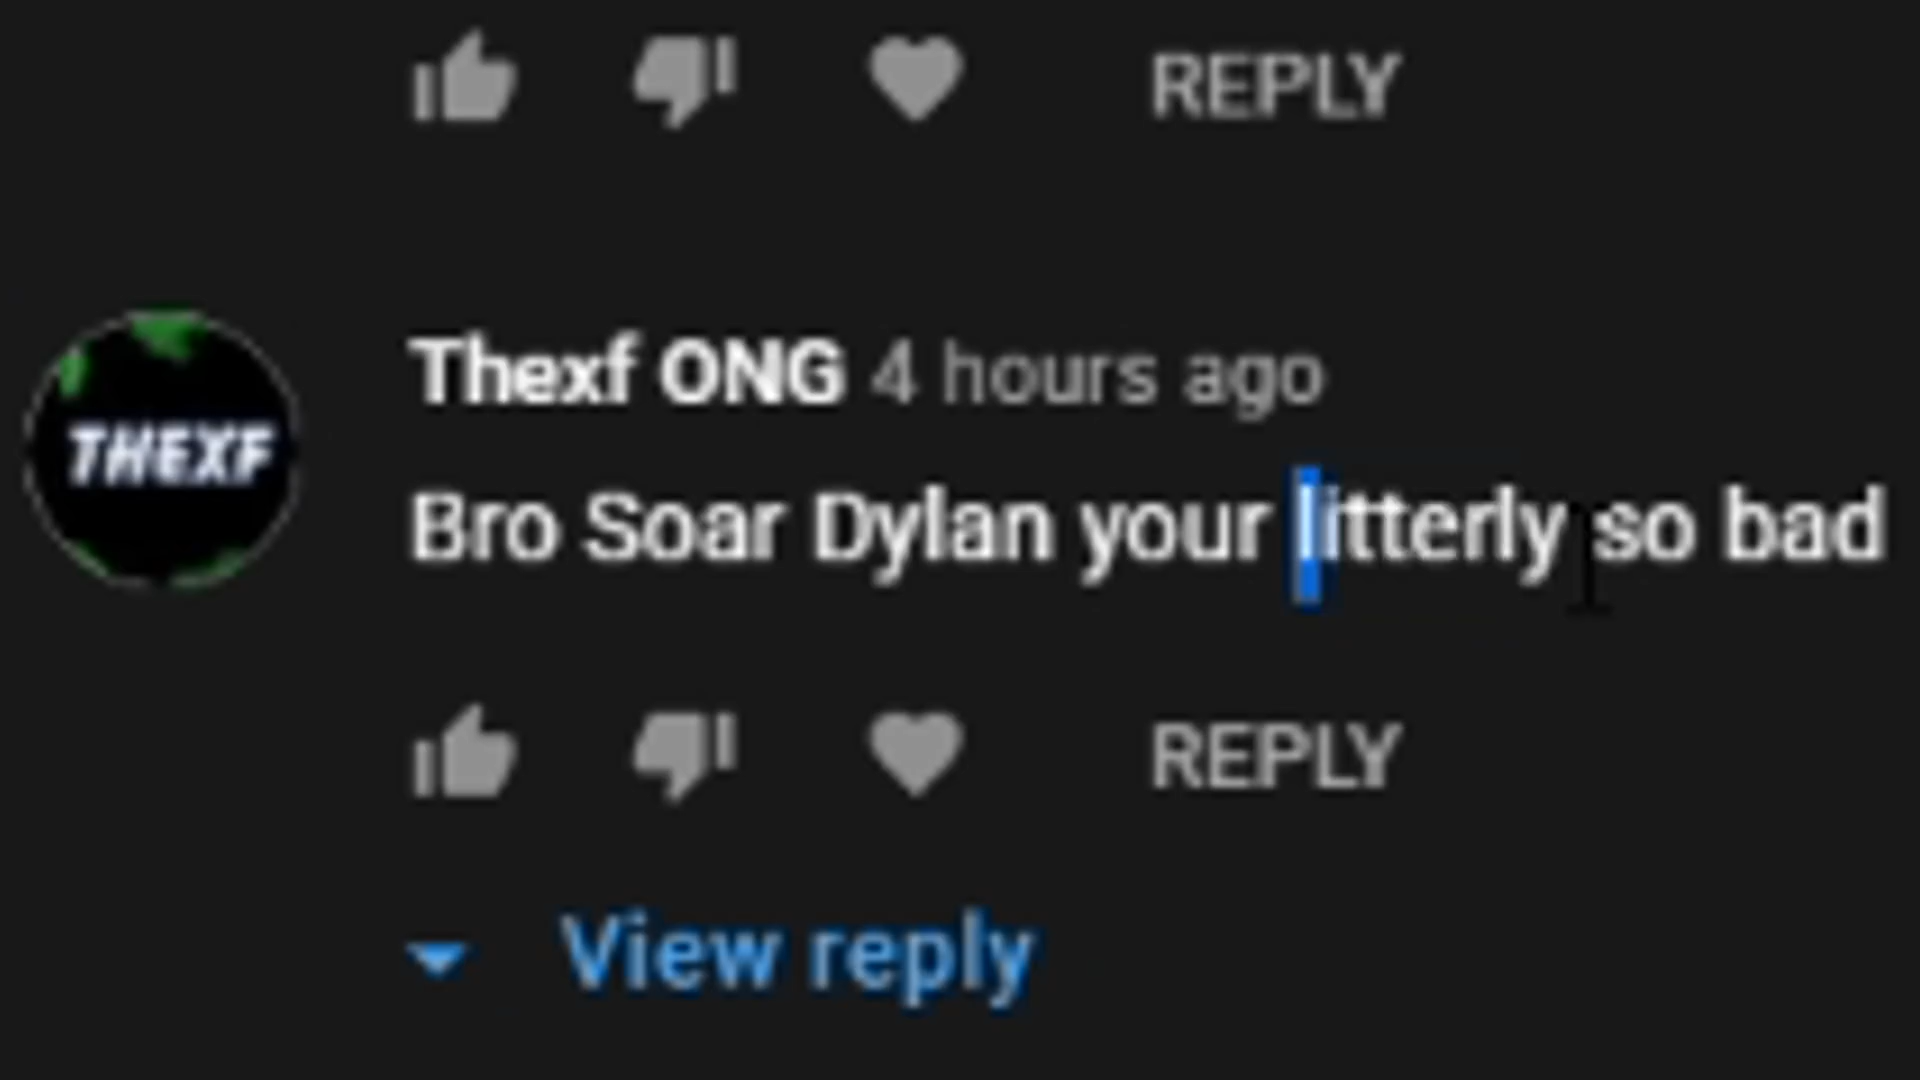 REPLY
Thexf ONG 4 hours ago
THEXF
Bro Soar Dylan your litterly so bad
REPLY
View reply